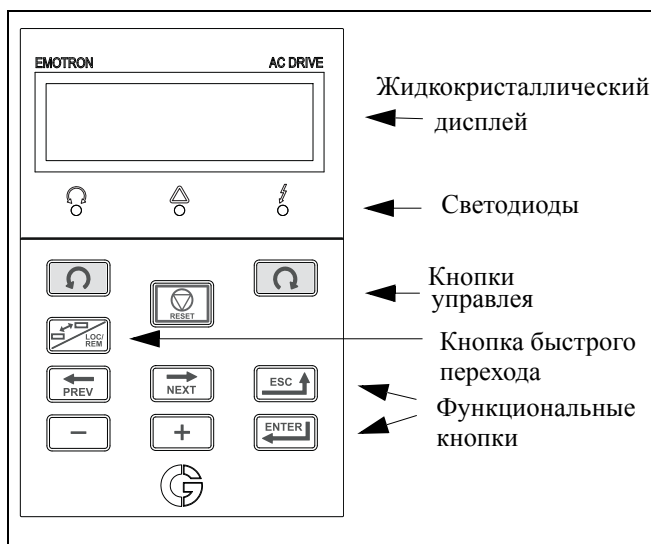 EMOTRON AC DRIVE
Жидкокристаллический
дисплей
Светодиоды
Кнопки
управлея
RESET
LOC/
REM
Кнопка быстрого
перехода
PREV NEXT ESC
Функциональные
кнопки
− + ENTER